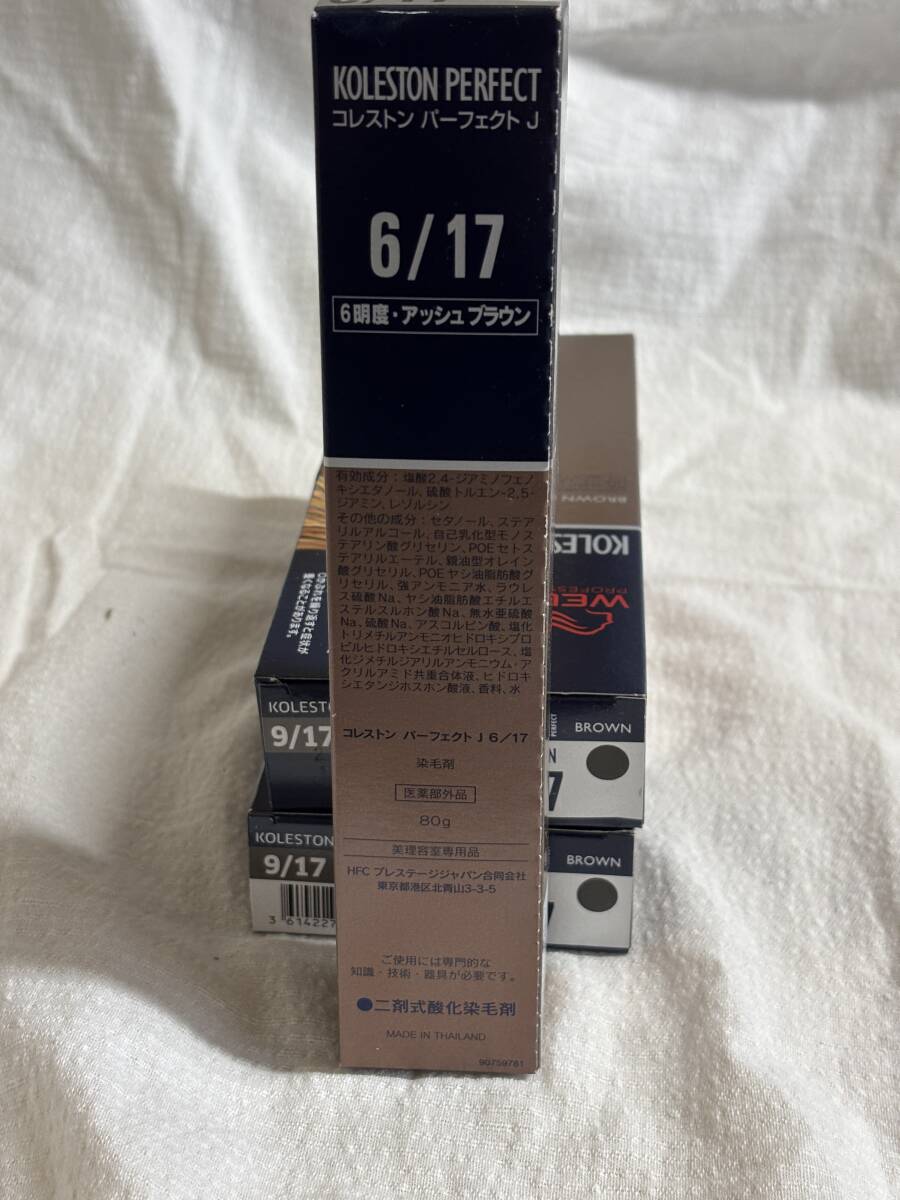 6/17
KOLESTON PERFECT
コレストン パーフェクト J
6/17
6明度・アッシュブラウン
有効成分：塩酸2,4-ジアミノフェノ
キシエタノール、硫酸トルエン-2,5-
ジアミン、レゾルシン
その他の成分：セタノール、ステア
リルアルコール、自己乳化型モノス
テアリン酸グリセリン、POEセトス
テアリルエーテル、親油型オレイン
酸グリセリル、POEヤシ油脂肪酸グ
リセリル、強アンモニア水、ラウレ
ス硫酸Na、ヤシ油脂肪酸エチルエ
ステルスルホン酸Na、無水亜硫酸
Na、硫酸Na、アスコルビン酸、塩化
トリメチルアンモニオヒドロキシプロ
ピルヒドロキシエチルセルロース、塩
化ジメチルジアリルアンモニウム・ア
クリルアミド共重合体液、ヒドロキ
シエタンジホスホン酸液、香料、水
コレストン パーフェクト J 6/17
染毛剤
医薬部外品
80g
美理容室専用品
HFC プレステージジャパン合同会社
東京都港区北青山3-3-5
ご使用には専門的な
知識・技術・器具が必要です。
●二剤式酸化染毛剤
MADE IN THAILAND
90759781
KOLESTON
9/17
BROWN
PERFECT
7
KOLESTON
9/17
3 614227
BROWN
BROWN
KOLES
WE
PROFES